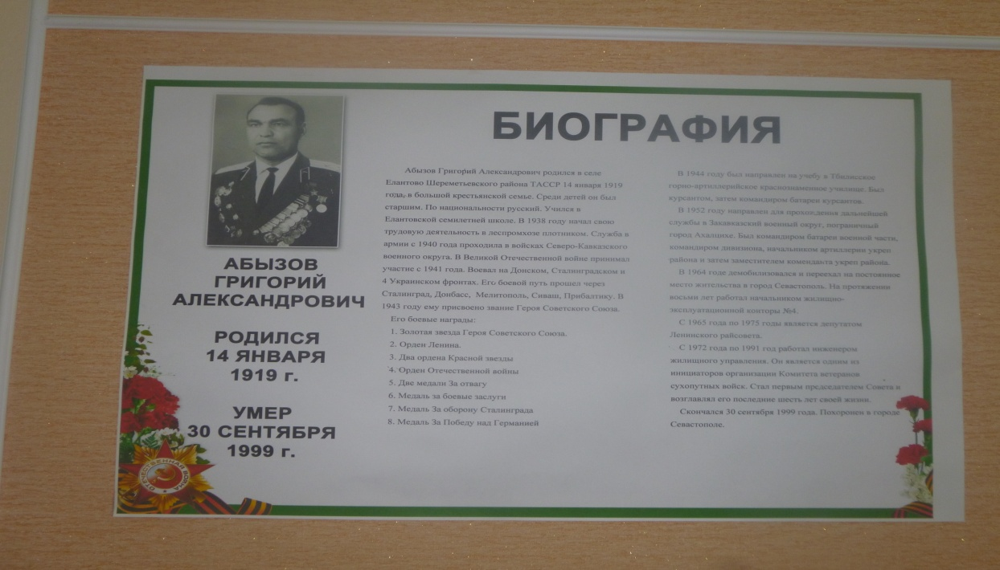 БИОГРАФИЯ
АБЫЗОВ
ГРИГОРИЙ
АЛЕКСАНДРОВИЧ
РОДИЛСЯ
14 ЯНВАРЯ
1919 г.
УМЕР
30 СЕНТЯБРЯ
1999 г.
ОТЕЧЕСТВЕННАЯ ВОЙНА
Абызов Григорий Александрович родился в селе
Елантово Шереметьевского района ТАССР 14 января 1919
года, в большой крестьянской семье. Среди детей он был
старшим. По национальности русский. Учился в
Елантовской семилетней школе. В 1938 году начал свою
трудовую деятельность в леспромхозе плотником. Служба в
армии с 1940 года проходила в войсках Северо-Кавказского
военного округа. В Великой Отечественной войне принимал
участие с 1941 года. Воевал на Донском, Сталинградском и
4 Украинском фронтах. Его боевой путь прошел через
Сталинград, Донбасс, Мелитополь, Сиваш, Прибалтику. В
1943 году ему присвоено звание Героя Советского Союза.
Его боевые награды:
1. Золотая звезда Героя Советского Союза.
2. Орден Ленина.
3. Два ордена Красной звезды
4. Орден Отечественной войны
5. Две медали За отвагу
6. Медаль за боевые заслуги
7. Медаль За оборону Сталинграда
8. Медаль За Победу над Германией
В 1944 году был направлен на учебу в Тбилисское
горно-артиллерийское краснознаменное училище. Был
курсантом, затем командиром батареи курсантов.
В 1952 году направлен для прохождения дальнейшей
службы в Закавказский военный округ, пограничный
город Ахалцихе. Был командиром батареи военной части,
командиром дивизиона, начальником артиллерии укреп
района и затем заместителем коменданта укреп района.
В 1964 годе демобилизовался и переехал на постоянное
место жительства в город Севастополь. На протяжении
восьми лет работал начальником жилищно-
эксплуатационной конторы №4.
С 1965 года по 1975 годы является депутатом
Ленинского райсовета.
С 1972 года по 1991 год работал инженером
жилищного управления. Он является одним из
инициаторов организации Комитета ветеранов
сухопутных войск. Стал первым председателем Совета и
возглавлял его последние шесть лет своей жизни.
Скончался 30 сентября 1999 года. Похоронен в городе
Севастополе.